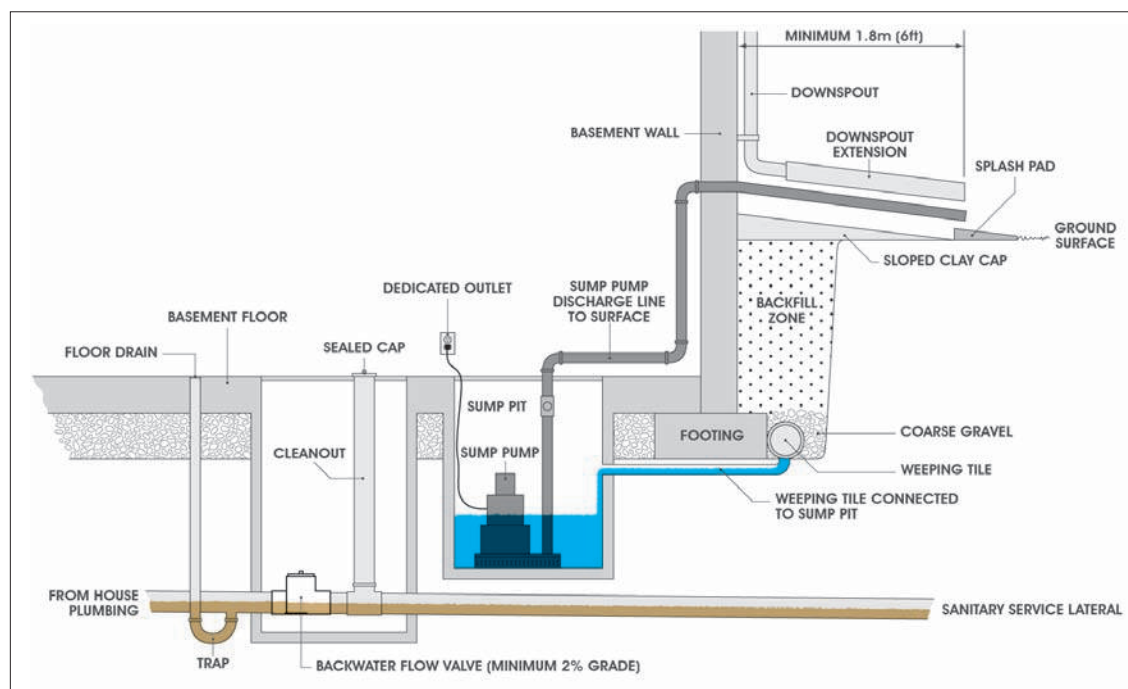 MINIMUM 1.8m (6ft)
DOWNSPOUT
BASEMENT WALL
DOWNSPOUT
EXTENSION
SPLASH PAD
GROUND
SURFACE
SLOPED CLAY CAP
DEDICATED OUTLET
SUMP PUMP
DISCHARGE LINE
TO SURFACE
BACKFILL
ZONE
BASEMENT FLOOR
FLOOR DRAIN
SEALED CAP
SUMP PIT
CLEANOUT
SUMP PUMP
FOOTING
COARSE GRAVEL
WEEPING TILE
WEEPING TILE CONNECTED
TO SUMP PIT
FROM HOUSE
PLUMBING
SANITARY SERVICE LATERAL
TRAP
BACKWATER FLOW VALVE (MINIMUM 2% GRADE)